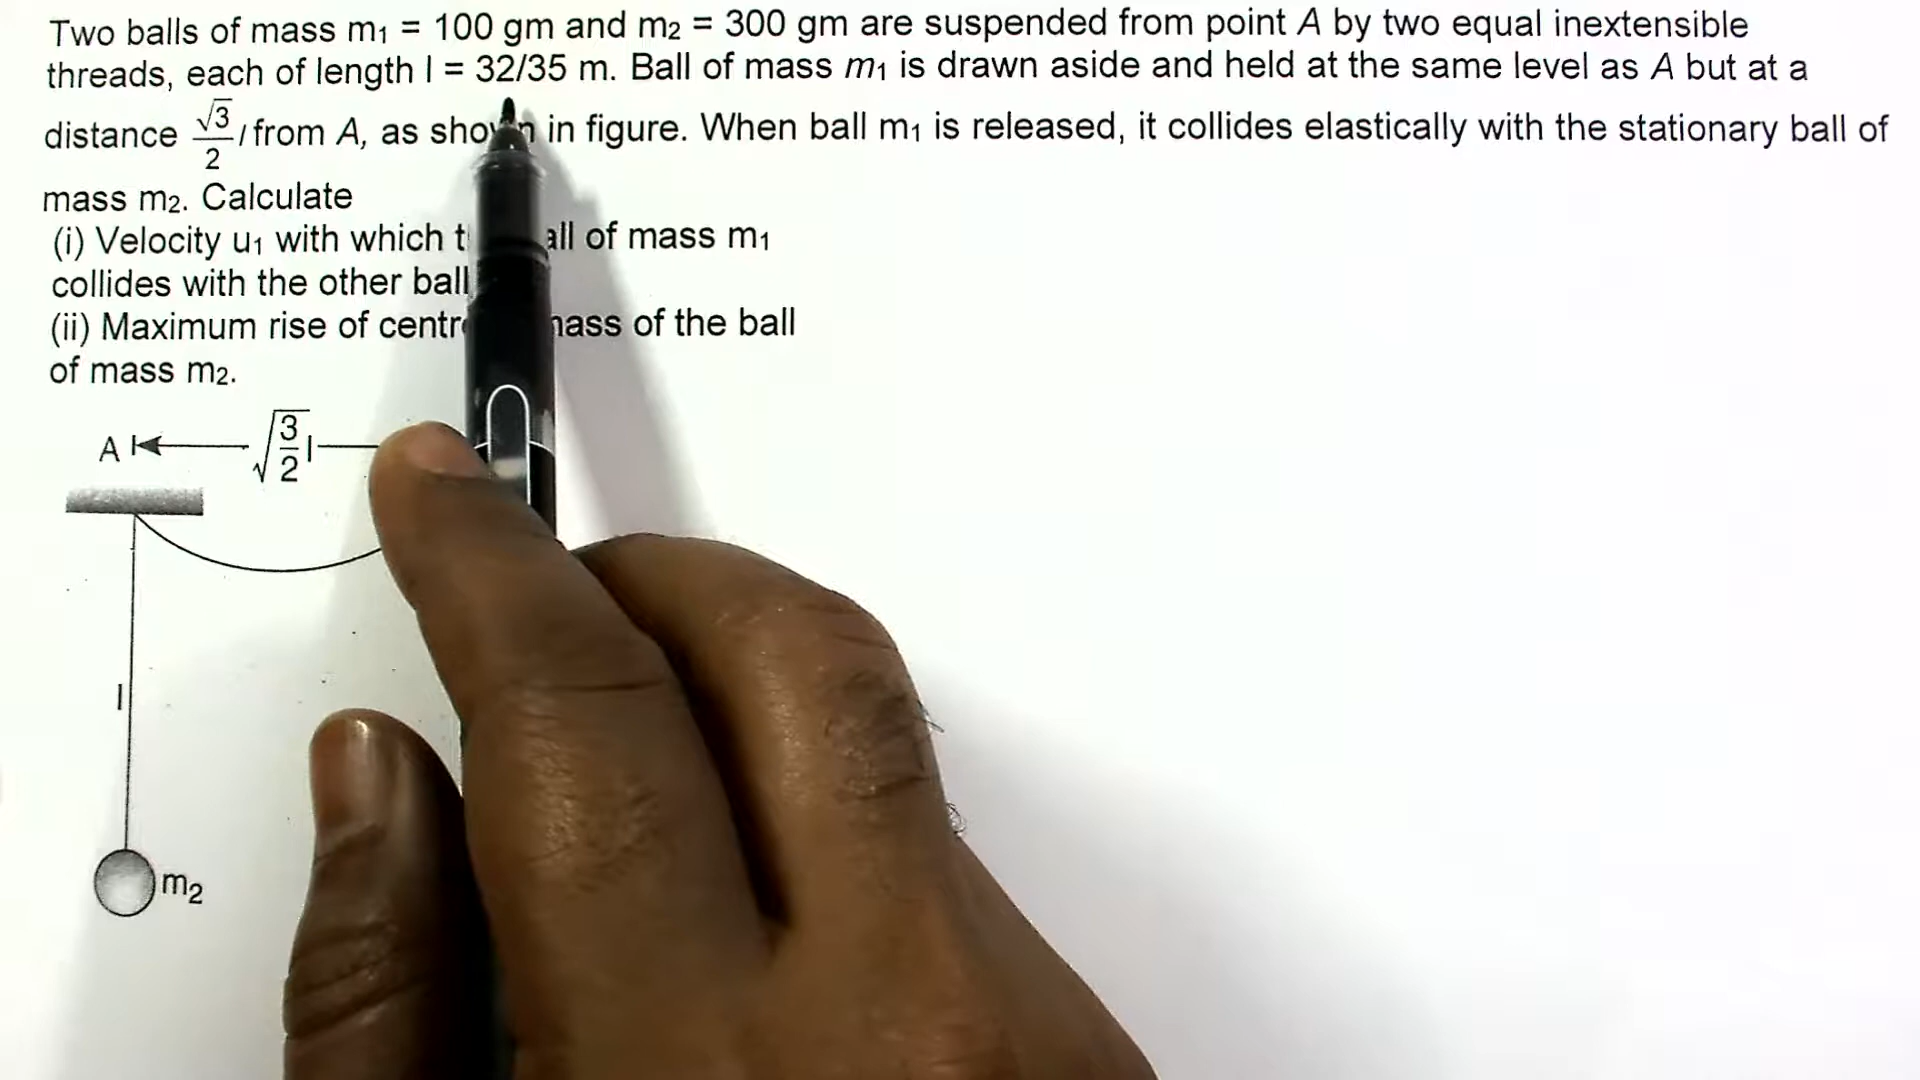 Two balls of mass m₁ = 100 gm and m₂ = 300 gm are suspended from point A by two equal inextensible
threads, each of length l = 32/35 m. Ball of mass m₁ is drawn aside and held at the same level as A but at a
distance √3/2 l from A, as shown in figure. When ball m₁ is released, it collides elastically with the stationary ball of
mass m₂. Calculate
(i) Velocity u₁ with which t all of mass m₁
collides with the other ball
(ii) Maximum rise of centr mass of the ball
of mass m₂.
A √(3/2) l
l
m₂